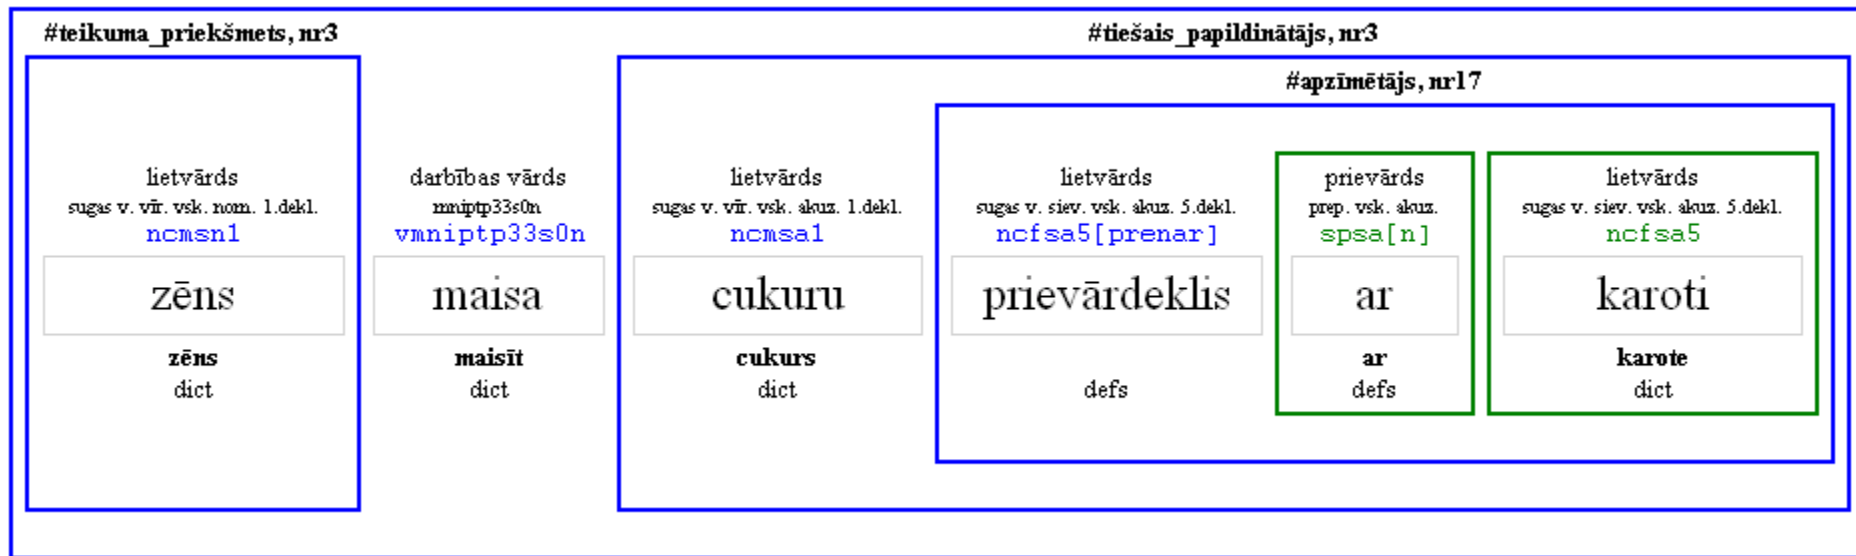 #teikuma_priekšmets, nr3
#tiešais_papildinātājs, nr3
#apzīmētājs, nr17
lietvārds darbības vārds lietvārds lietvārds prievārds lietvārds
sugas v. vīr. vsk. nom. 1.dekl. mniptp33s0n sugas v. vīr. vsk. akuz. 1.dekl. sugas v. siev. vsk. akuz. 5.dekl. prep. vsk. akuz. sugas v. siev. vsk. akuz. 5.dekl.
ncmsn1 vmniptp33s0n ncmsa1 ncfsa5[prenar] spsa[n] ncfsa5
zēns maisa cukuru prievārdeklis ar karoti
zēns maisīt cukurs ar karote
dict dict dict defs defs dict